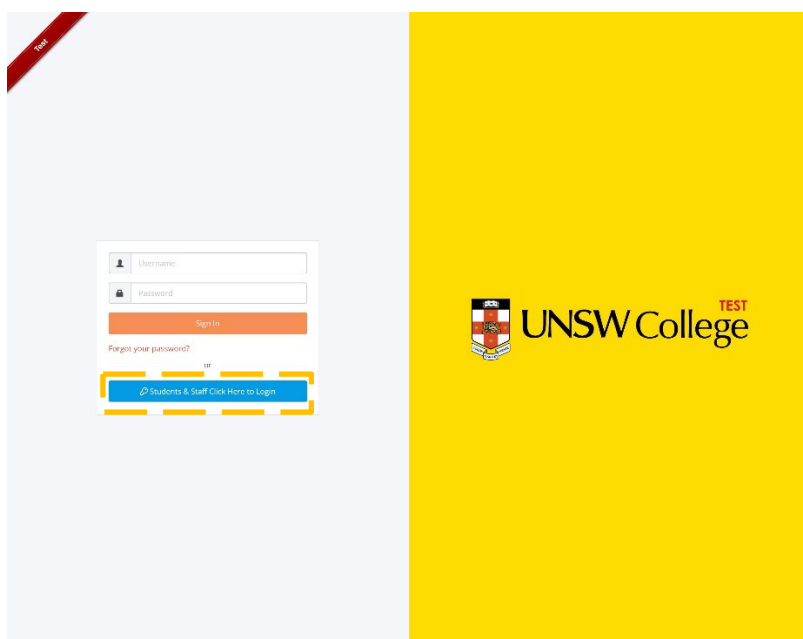 Test
Username
Password
Sign In
Forgot your password?
or
Students & Staff Click Here to Login
TEST
UNSW College